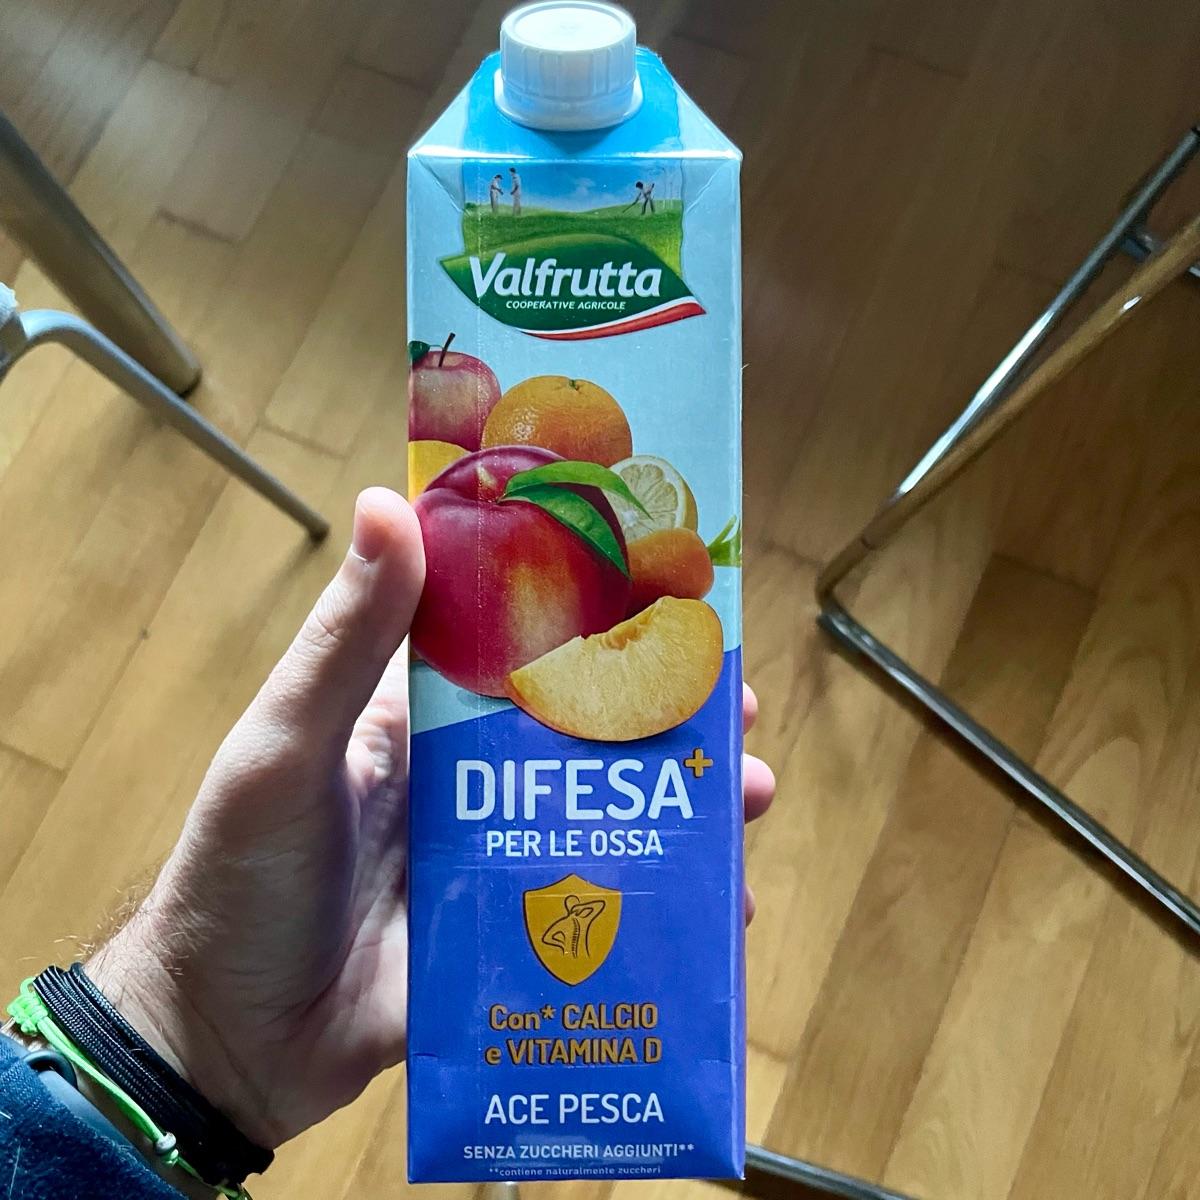 Valfrutta
COOPERATIVE AGRICOLE
DIFESA+
PER LE OSSA
Con* CALCIO
e VITAMINA D
ACE PESCA
SENZA ZUCCHERI AGGIUNTI**
**contiene naturalmente zuccheri